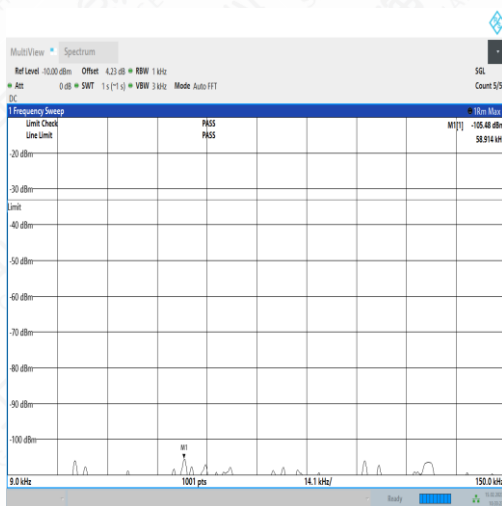 MultiView Spectrum
Ref Level -10.00 dBm Offset 4.23 dB RBW 1 kHz SGL
Att 0 dB SWT 1 s (~1 s) VBW 3 kHz Mode Auto FFT Count 5/5
DC
1 Frequency Sweep 1Rm Max
Limit Check PASS M1[1] -105.48 dBm
Line Limit PASS 58.914 kHz
-20 dBm
-30 dBm
Limit
-40 dBm
-50 dBm
-60 dBm
-70 dBm
-80 dBm
-90 dBm
-100 dBm
M1
9.0 kHz 1001 pts 14.1 kHz/ 150.0 kHz
Ready